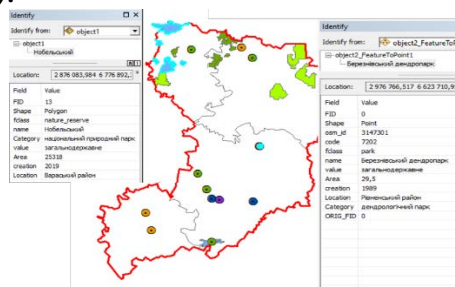 ).
Identify
Identify from: object1
object1
Нобельський
Location: 2 876 083,984 6 776 892,
Field Value
FID 13
Shape Polygon
fclass nature_reserve
name Нобельський
Category національний природний парк
value загальнодержавне
Area 25318
creation 2019
Location Вараський район
Identify
Identify from: object2_FeatureToP
object2_FeatureToPoint1
Березнівський дендропарк
Location: 2 976 766,517 6 623 710,9
Field Value
FID 0
Shape Point
osm_id 3147301
code 7202
fclass park
name Березнівський дендропарк
value загальнодержавне
Area 29,5
creation 1989
Location Рівненський район
Category дендрологічний парк
ORIG_FID 0